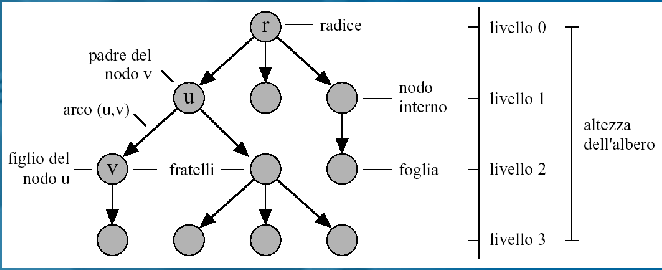 r
radice
livello 0
padre del
nodo v
u
nodo
interno
livello 1
arco (u,v)
altezza
dell'albero
figlio del
nodo u
v
fratelli
foglia
livello 2
livello 3